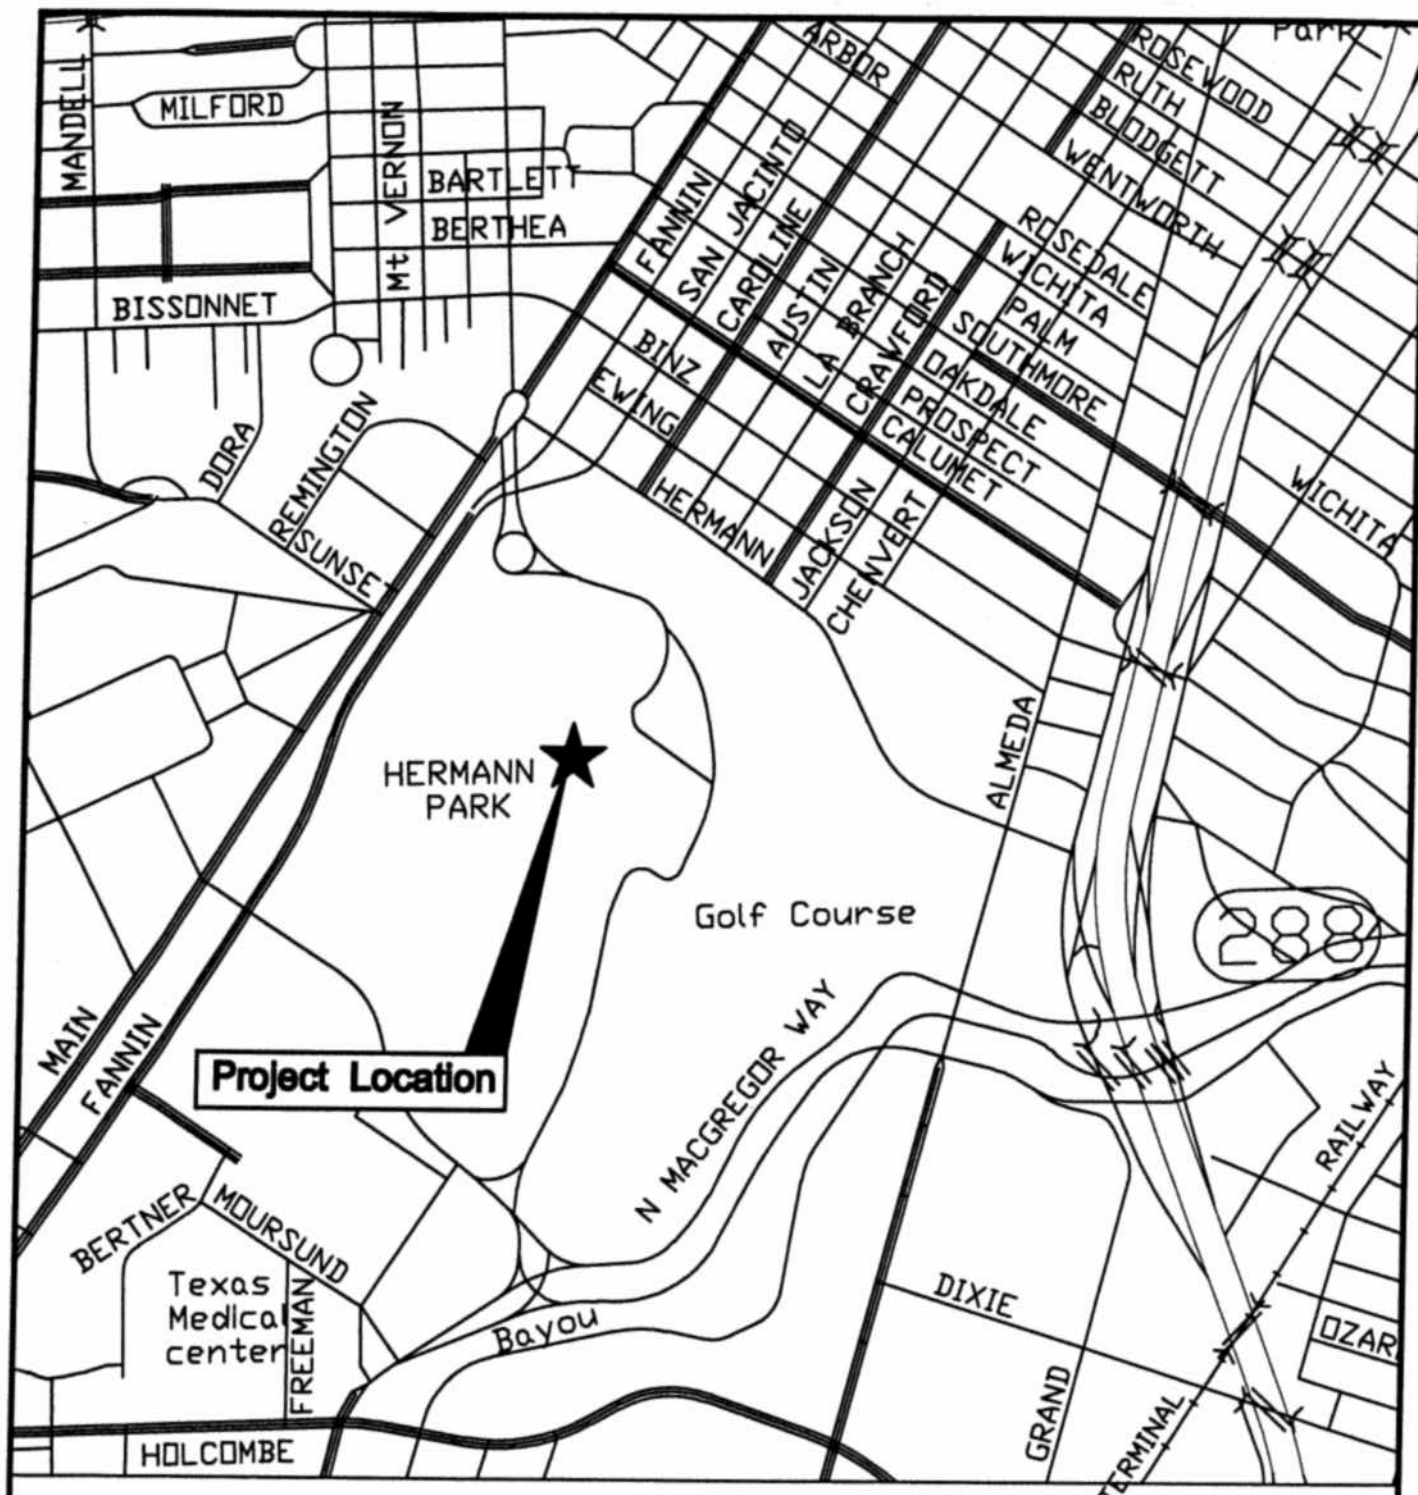 Park
ARBOR
ROSEWOOD
RUTH
BLODGETT
WENTWORTH
MANDELL
MILFORD
Mt VERNON
BARTLETT
BERTHEA
BISSONNET
FANNIN
SAN JACINTO
CAROLINE
AUSTIN
LA BRANCH
CRAWFORD
ROSEDALE
WICHITA
PALM
SOUTHMORE
OAKDALE
PROSPECT
CALUMET
BINZ
EWING
HERMANN
JACKSON
CHENVERT
WICHITA
DORA
REMINGTON
SUNSET
HERMANN
PARK
ALMEDA
Golf Course
288
MAIN
FANNIN
Project Location
N MACGREGOR WAY
RAILWAY
BERTNER
MOURSUND
Texas
Medical
center
FREEMAN
Bayou
DIXIE
OZAR
GRAND
TERMINAL
HOLCOMBE